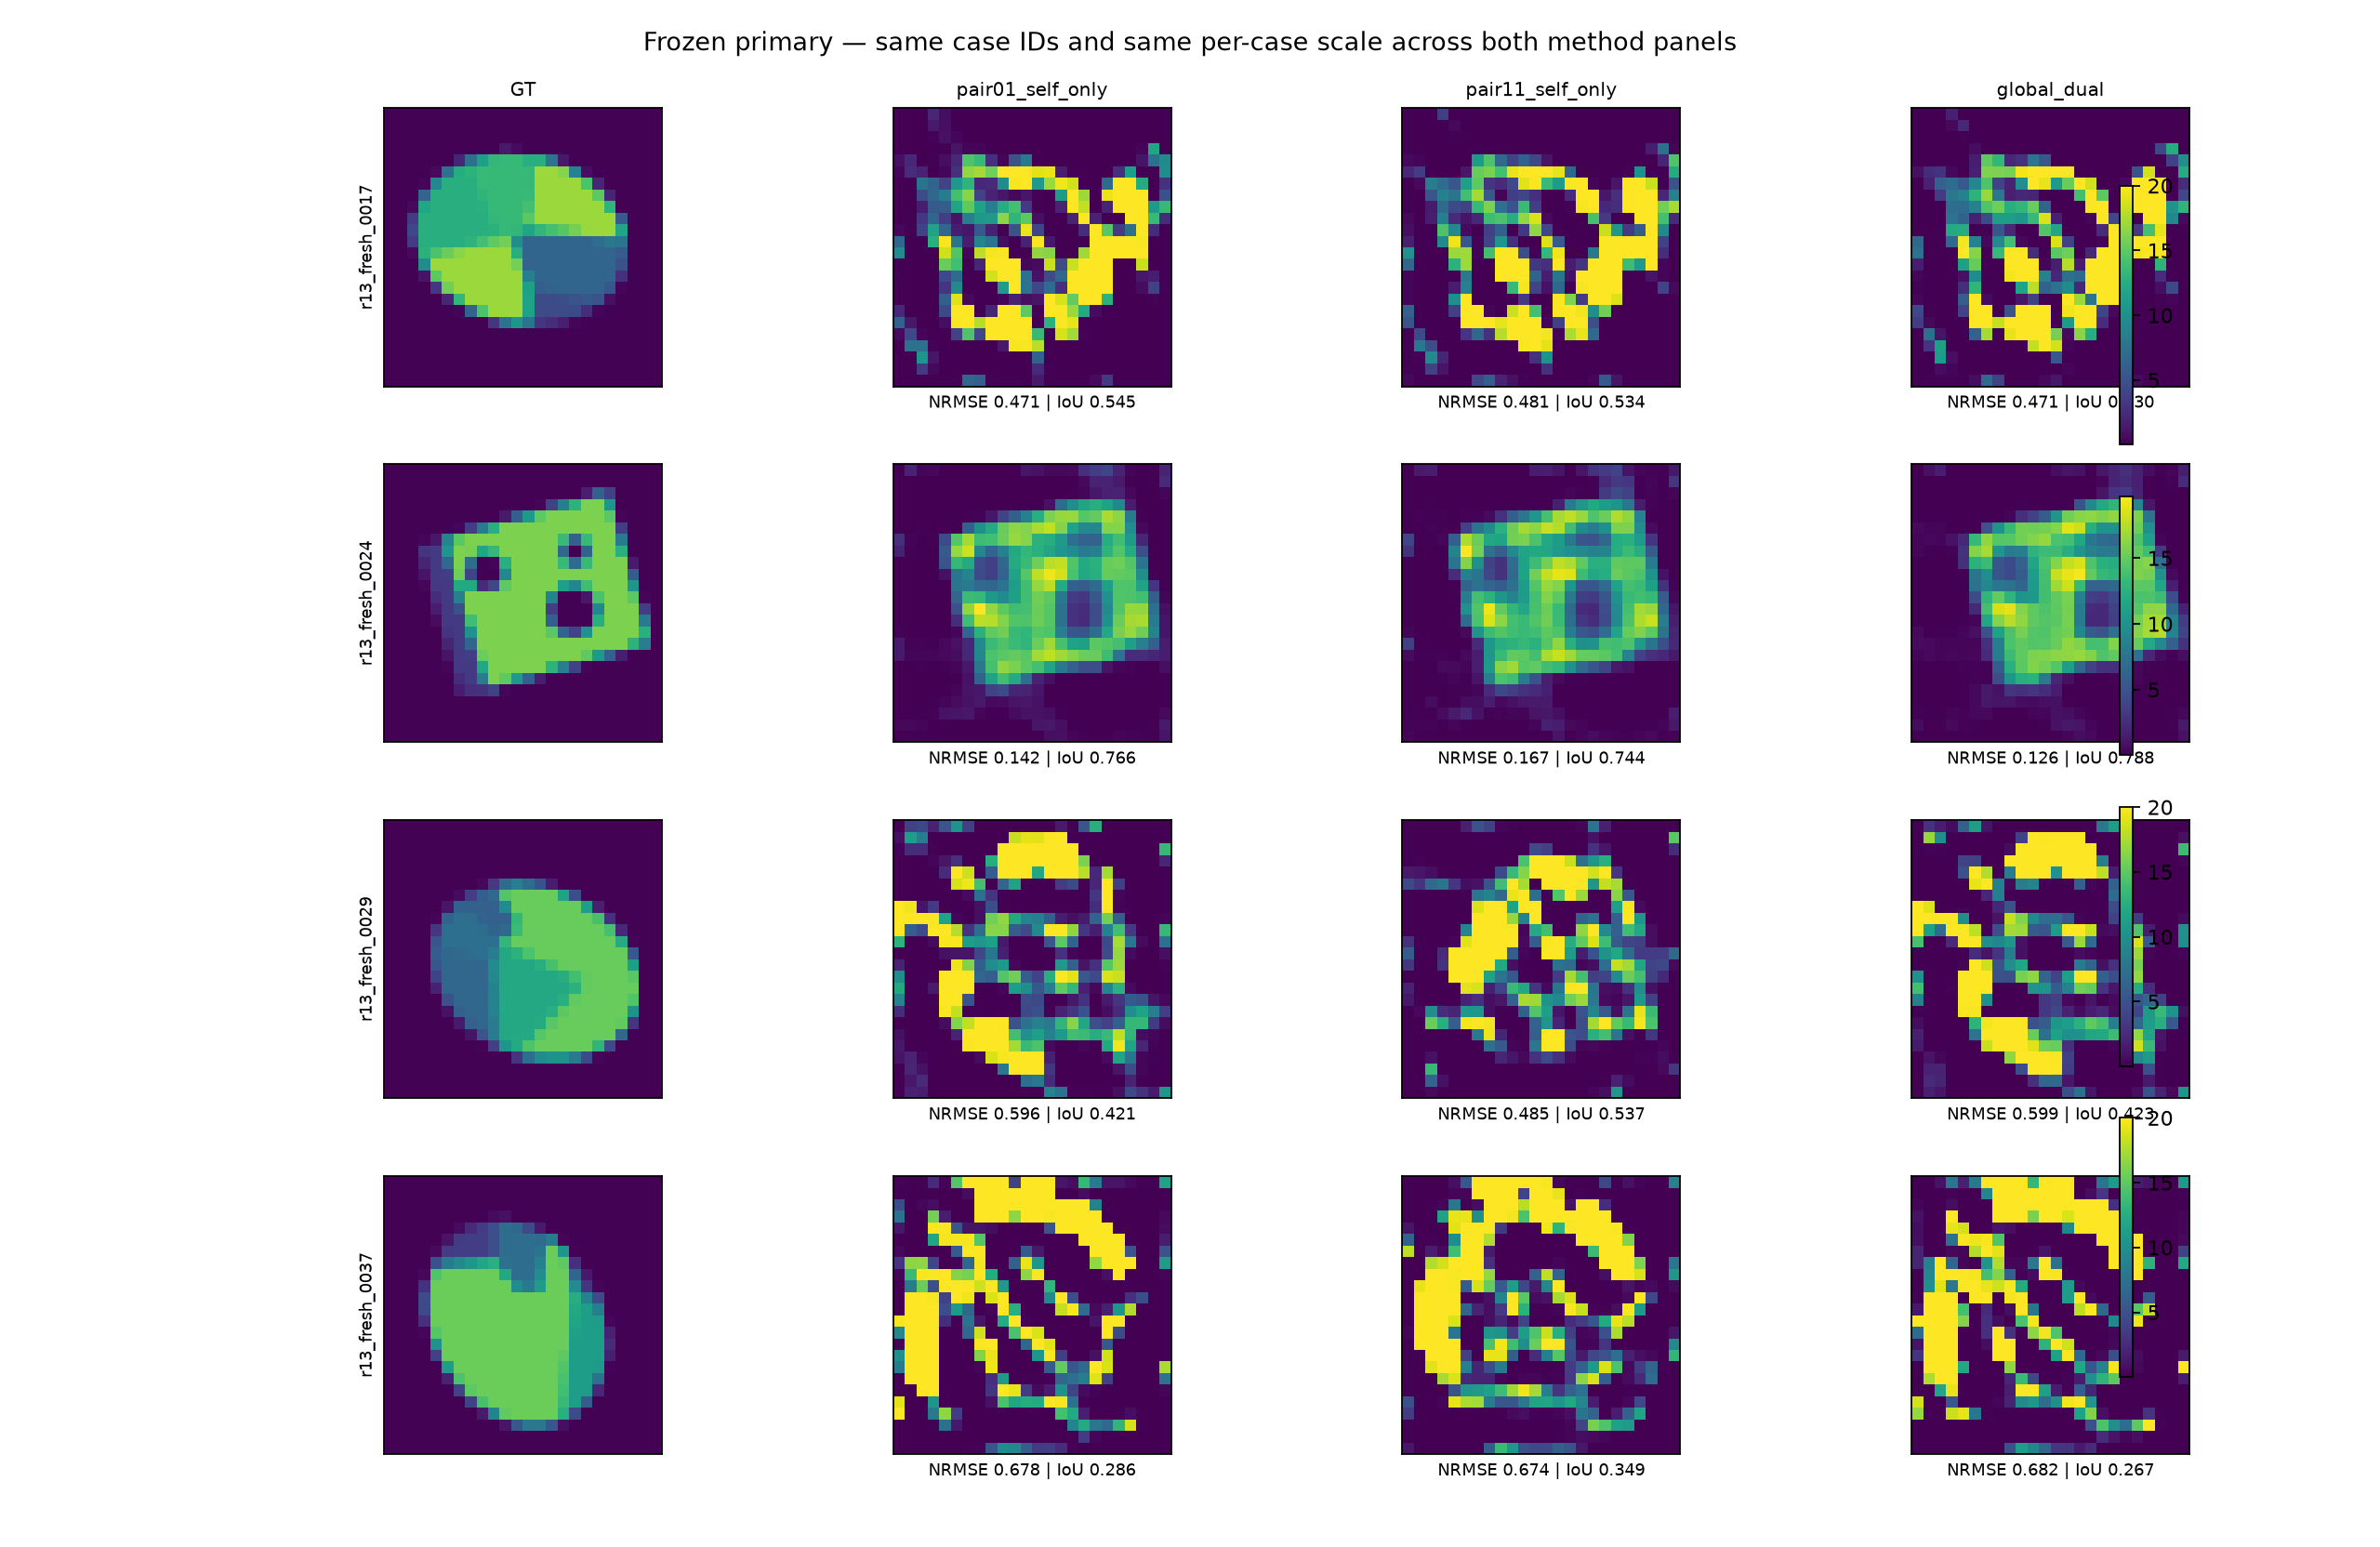 Frozen primary — same case IDs and same per-case scale across both method panels
GT pair01_self_only pair11_self_only global_dual
r13_fresh_0017
20
15
10
5
NRMSE 0.471 | IoU 0.545 NRMSE 0.481 | IoU 0.534 NRMSE 0.471 | IoU
r13_fresh_0024
15
10
5
NRMSE 0.142 | IoU 0.766 NRMSE 0.167 | IoU 0.744 NRMSE 0.126 | IoU 0.788
r13_fresh_0029
20
15
10
5
NRMSE 0.596 | IoU 0.421 NRMSE 0.485 | IoU 0.537 NRMSE 0.599 | IoU 0.423
r13_fresh_0037
20
15
10
5
NRMSE 0.678 | IoU 0.286 NRMSE 0.674 | IoU 0.349 NRMSE 0.682 | IoU 0.267